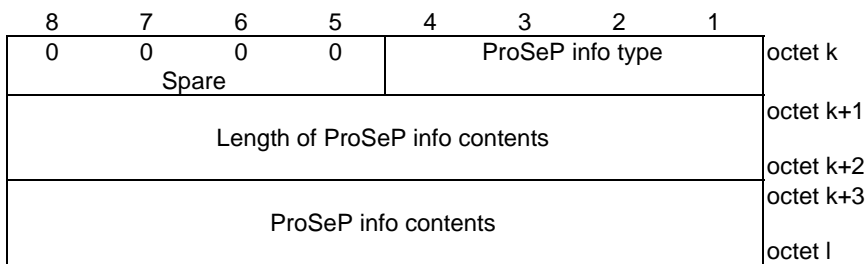 8 7 6 5 4 3 2 1
0 0 0 0 ProSeP info type octet k
Spare
octet k+1
Length of ProSeP info contents
octet k+2
octet k+3
ProSeP info contents
octet l